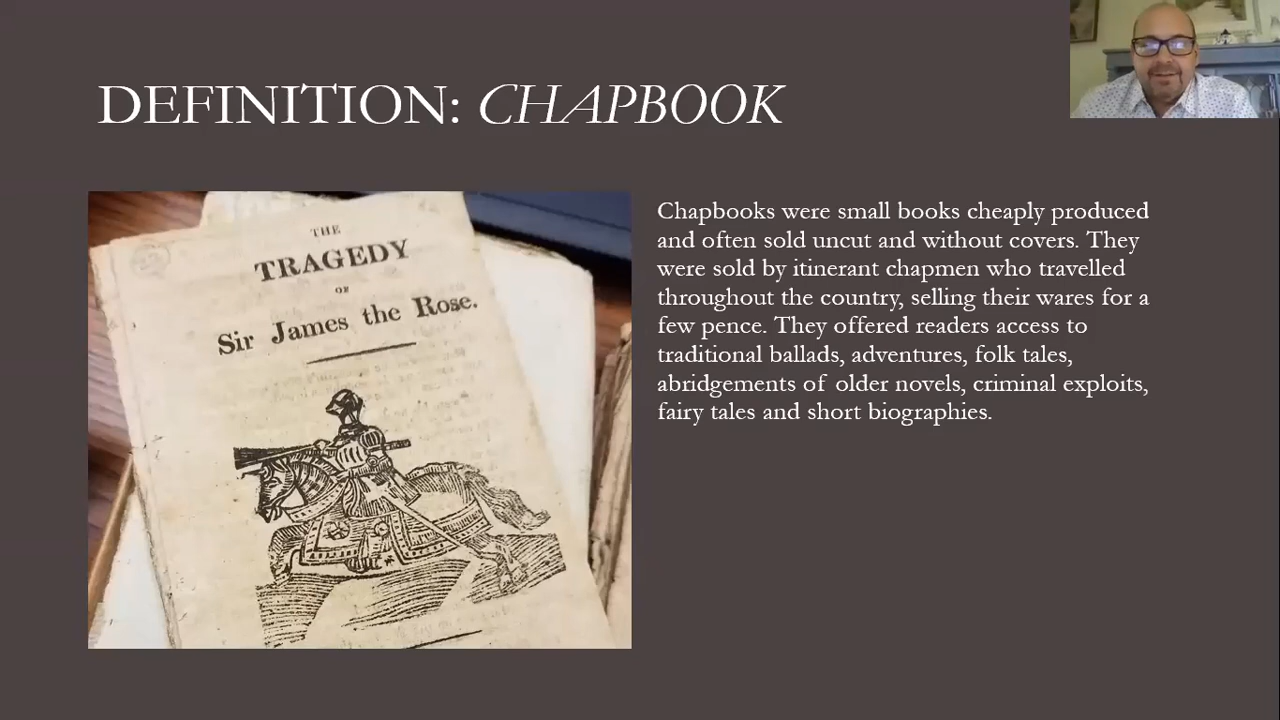 DEFINITION: CHAPBOOK
THE
TRAGEDY
OF
Sir James the Rose.
Chapbooks were small books cheaply produced
and often sold uncut and without covers. They
were sold by itinerant chapmen who travelled
throughout the country, selling their wares for a
few pence. They offered readers access to
traditional ballads, adventures, folk tales,
abridgements of older novels, criminal exploits,
fairy tales and short biographies.